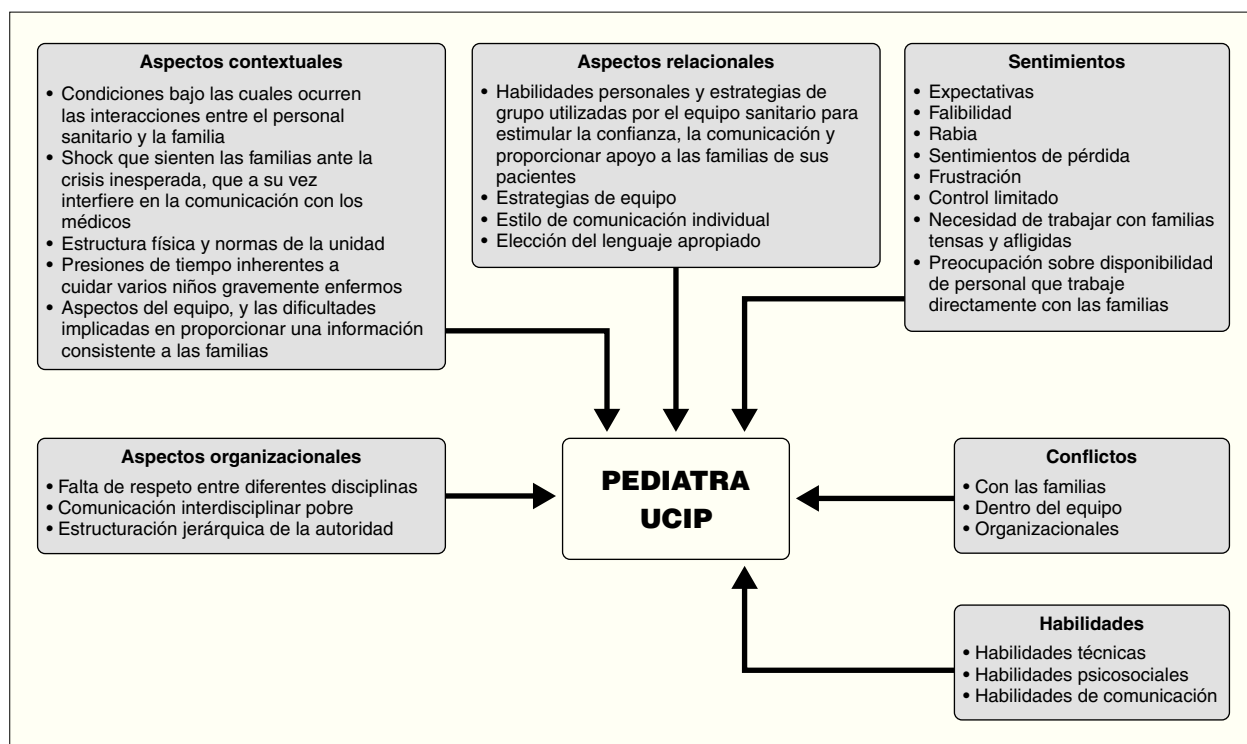 Aspectos contextuales
• Condiciones bajo las cuales ocurren
las interacciones entre el personal
sanitario y la familia
• Shock que sienten las familias ante la
crisis inesperada, que a su vez
interfiere en la comunicación con los
médicos
• Estructura física y normas de la unidad
• Presiones de tiempo inherentes a
cuidar varios niños gravemente enfermos
• Aspectos del equipo, y las dificultades
implicadas en proporcionar una información
consistente a las familias
Aspectos relacionales
• Habilidades personales y estrategias de
grupo utilizadas por el equipo sanitario para
estimular la confianza, la comunicación y
proporcionar apoyo a las familias de sus
pacientes
• Estrategias de equipo
• Estilo de comunicación individual
• Elección del lenguaje apropiado
Sentimientos
• Expectativas
• Falibilidad
• Rabia
• Sentimientos de pérdida
• Frustración
• Control limitado
• Necesidad de trabajar con familias
tensas y afligidas
• Preocupación sobre disponibilidad
de personal que trabaje
directamente con las familias
Aspectos organizacionales
• Falta de respeto entre diferentes disciplinas
• Comunicación interdisciplinar pobre
• Estructuración jerárquica de la autoridad
PEDIATRA
UCIP
Conflictos
• Con las familias
• Dentro del equipo
• Organizacionales
Habilidades
• Habilidades técnicas
• Habilidades psicosociales
• Habilidades de comunicación